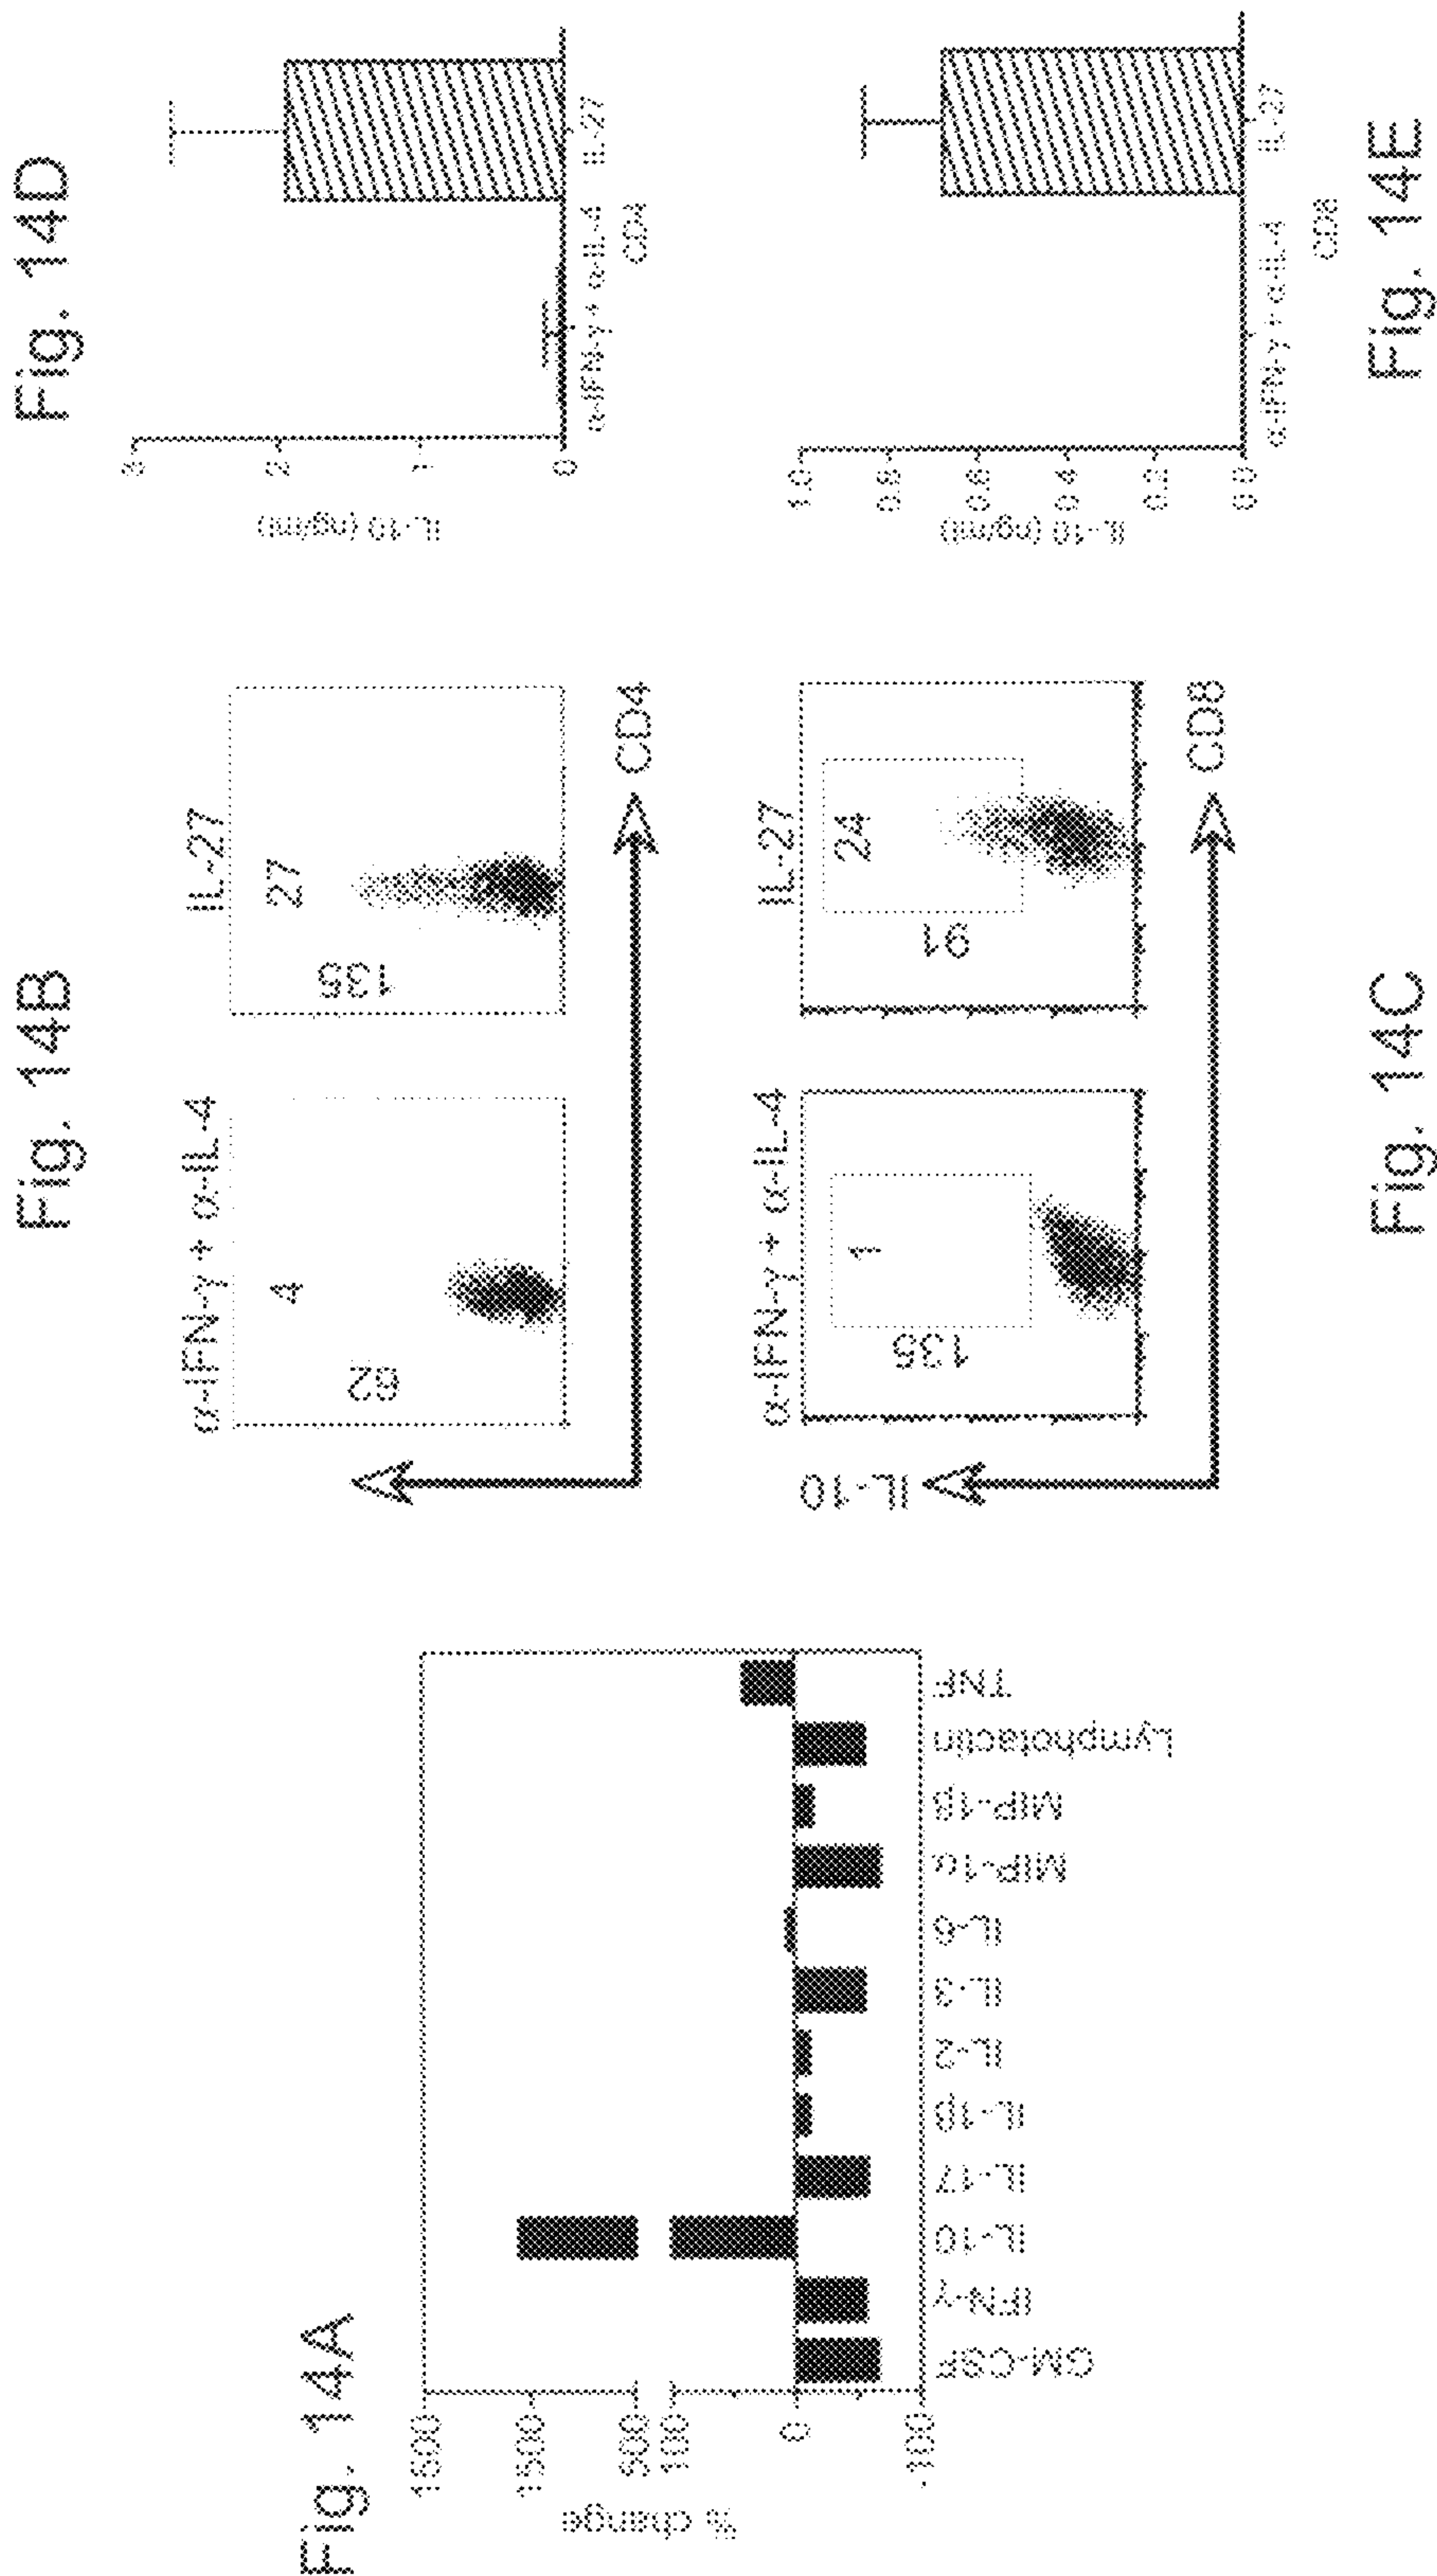 Fig. 14A
% change
1500
1500
500
100
0
-100
GM-CSF
IFN-γ
IL-10
IL-17
IL-1β
IL-2
IL-3
IL-6
MIP-1α
MIP-1β
Lymphotactin
TNF
Fig. 14B
α-IFN-γ + α-IL-4
IL-27
4
62
27
135
CD4
α-IFN-γ + α-IL-4
IL-27
1
135
24
91
IL-10
CD8
Fig. 14C
Fig. 14D
IL-10 (ng/ml)
3
2
1
0
α-IFN-γ + α-IL-4
IL-27
CD4
IL-10 (ng/ml)
1.0
0.8
0.6
0.4
0.2
0.0
α-IFN-γ + α-IL-4
IL-27
CD8
Fig. 14E